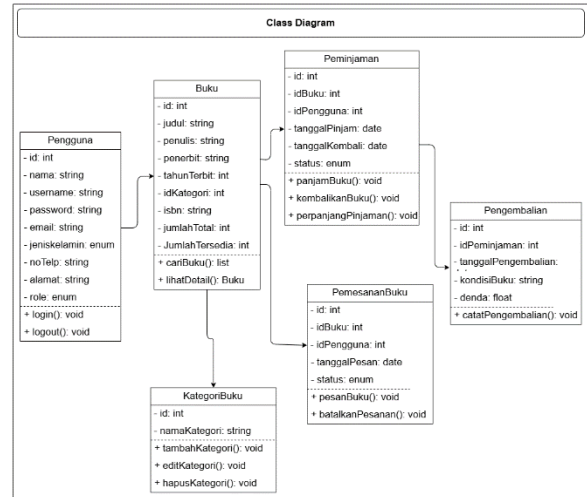 Class Diagram
Pengguna
- id: int
- nama: string
- username: string
- password: string
- email: string
- jeniskelamin: enum
- noTelp: string
- alamat: string
- role: enum
+ login(): void
+ logout(): void
Buku
- id: int
- judul: string
- penulis: string
- penerbit: string
- tahunTerbit: int
- idKategori: int
- isbn: string
- jumlahTotal: int
- JumlahTersedia: int
+ cariBuku(): list
+ lihatDetail(): Buku
Peminjaman
- id: int
- idBuku: int
- idPengguna: int
- tanggalPinjam: date
- tanggalKembali: date
- status: enum
+ panjamBuku(): void
+ kembalikanBuku(): void
+ perpanjangPinjaman(): void
Pengembalian
- id: int
- idPeminjaman: int
- tanggalPengembalian:
- kondisiBuku: string
- denda: float
+ catatPengembalian(): void
PemesananBuku
- id: int
- idBuku: int
- idPengguna: int
- tanggalPesan: date
- status: enum
+ pesanBuku(): void
+ batalkanPesanan(): void
KategoriBuku
- id: int
- namaKategori: string
+ tambahKategori(): void
+ editKategori(): void
+ hapusKategori(): void